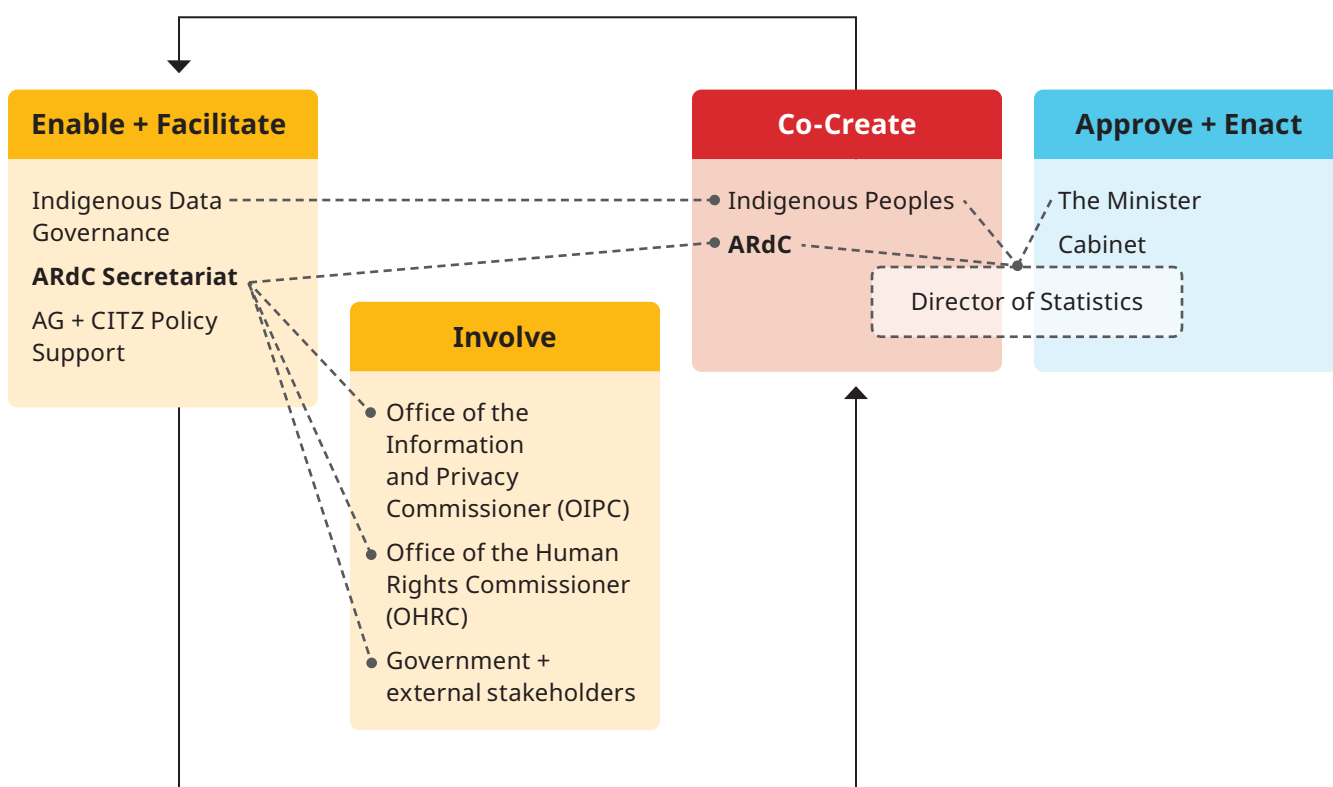 Enable + Facilitate
Indigenous Data
Governance
ARdC Secretariat
AG + CITZ Policy
Support
Involve
Office of the
Information
and Privacy
Commissioner (OIPC)
Office of the Human
Rights Commissioner
(OHRC)
Government +
external stakeholders
Co-Create
Indigenous Peoples
ARdC
Approve + Enact
The Minister
Cabinet
Director of Statistics